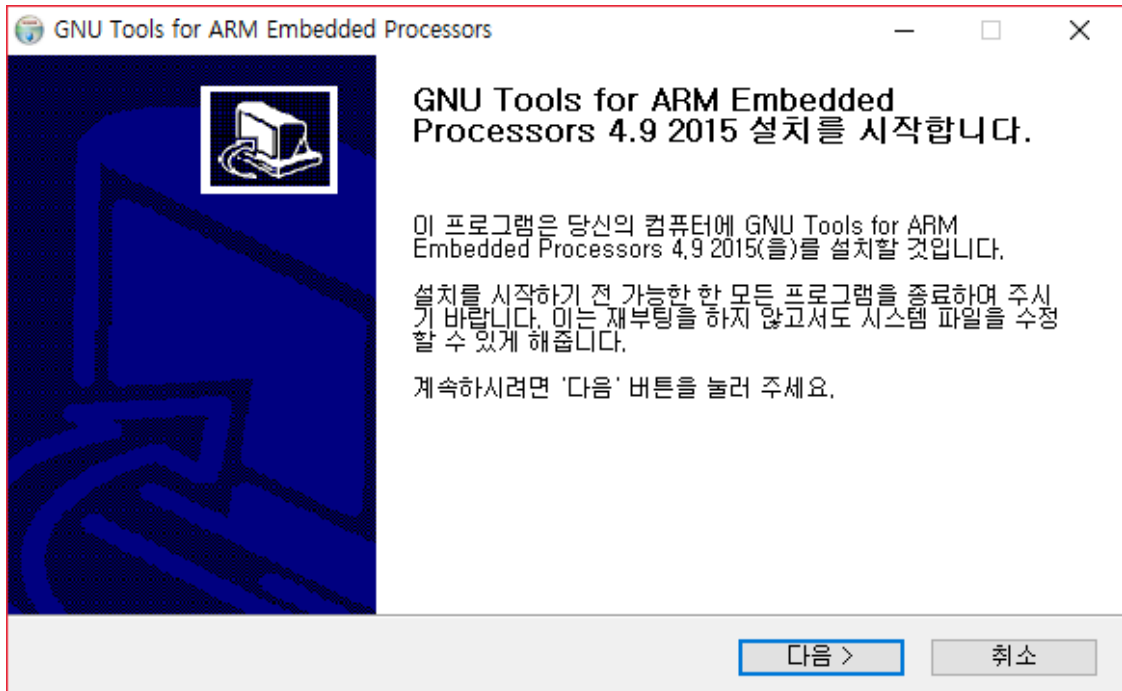 GNU Tools for ARM Embedded Processors
GNU Tools for ARM Embedded
Processors 4.9 2015 설치를 시작합니다.
이 프로그램은 당신의 컴퓨터에 GNU Tools for ARM
Embedded Processors 4.9 2015(을)를 설치할 것입니다.
설치를 시작하기 전 가능한 한 모든 프로그램을 종료하여 주시
기 바랍니다. 이는 재부팅을 하지 않고서도 시스템 파일을 수정
할 수 있게 해줍니다.
계속하시려면 '다음' 버튼을 눌러 주세요.
다음 >
취소